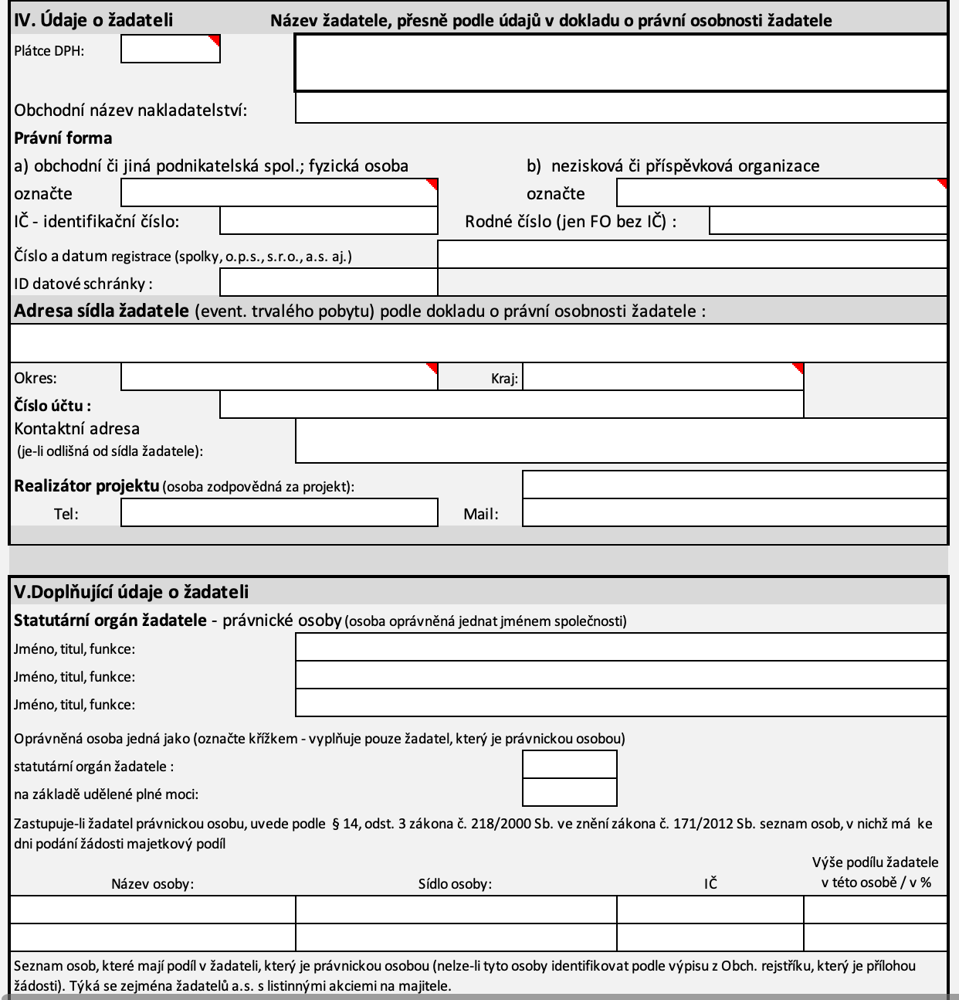 IV. Údaje o žadateli Název žadatele, přesně podle údajů v dokladu o právní osobnosti žadatele
Plátce DPH:
Obchodní název nakladatelství:
Právní forma
a) obchodní či jiná podnikatelská spol.; fyzická osoba b) nezisková či příspěvková organizace
označte označte
IČ - identifikační číslo: Rodné číslo (jen FO bez IČ) :
Číslo a datum registrace (spolky, o.p.s., s.r.o., a.s. aj.)
ID datové schránky :
Adresa sídla žadatele (event. trvalého pobytu) podle dokladu o právní osobnosti žadatele :
Okres: Kraj:
Číslo účtu :
Kontaktní adresa
(je-li odlišná od sídla žadatele):
Realizátor projektu (osoba zodpovědná za projekt):
Tel: Mail:
V.Doplňující údaje o žadateli
Statutární orgán žadatele - právnické osoby (osoba oprávněná jednat jménem společnosti)
Jméno, titul, funkce:
Jméno, titul, funkce:
Jméno, titul, funkce:
Oprávněná osoba jedná jako (označte křížkem - vyplňuje pouze žadatel, který je právnickou osobou)
statutární orgán žadatele :
na základě udělené plné moci:
Zastupuje-li žadatel právnickou osobu, uvede podle § 14, odst. 3 zákona č. 218/2000 Sb. ve znění zákona č. 171/2012 Sb. seznam osob, v nichž má ke
dni podání žádosti majetkový podíl
Název osoby: Sídlo osoby: IČ Výše podílu žadatele
v této osobě / v %
Seznam osob, které mají podíl v žadateli, který je právnickou osobou (nelze-li tyto osoby identifikovat podle výpisu z Obch. rejstříku, který je přílohou
žádosti). Týká se zejména žadatelů a.s. s listinnými akciemi na majitele.